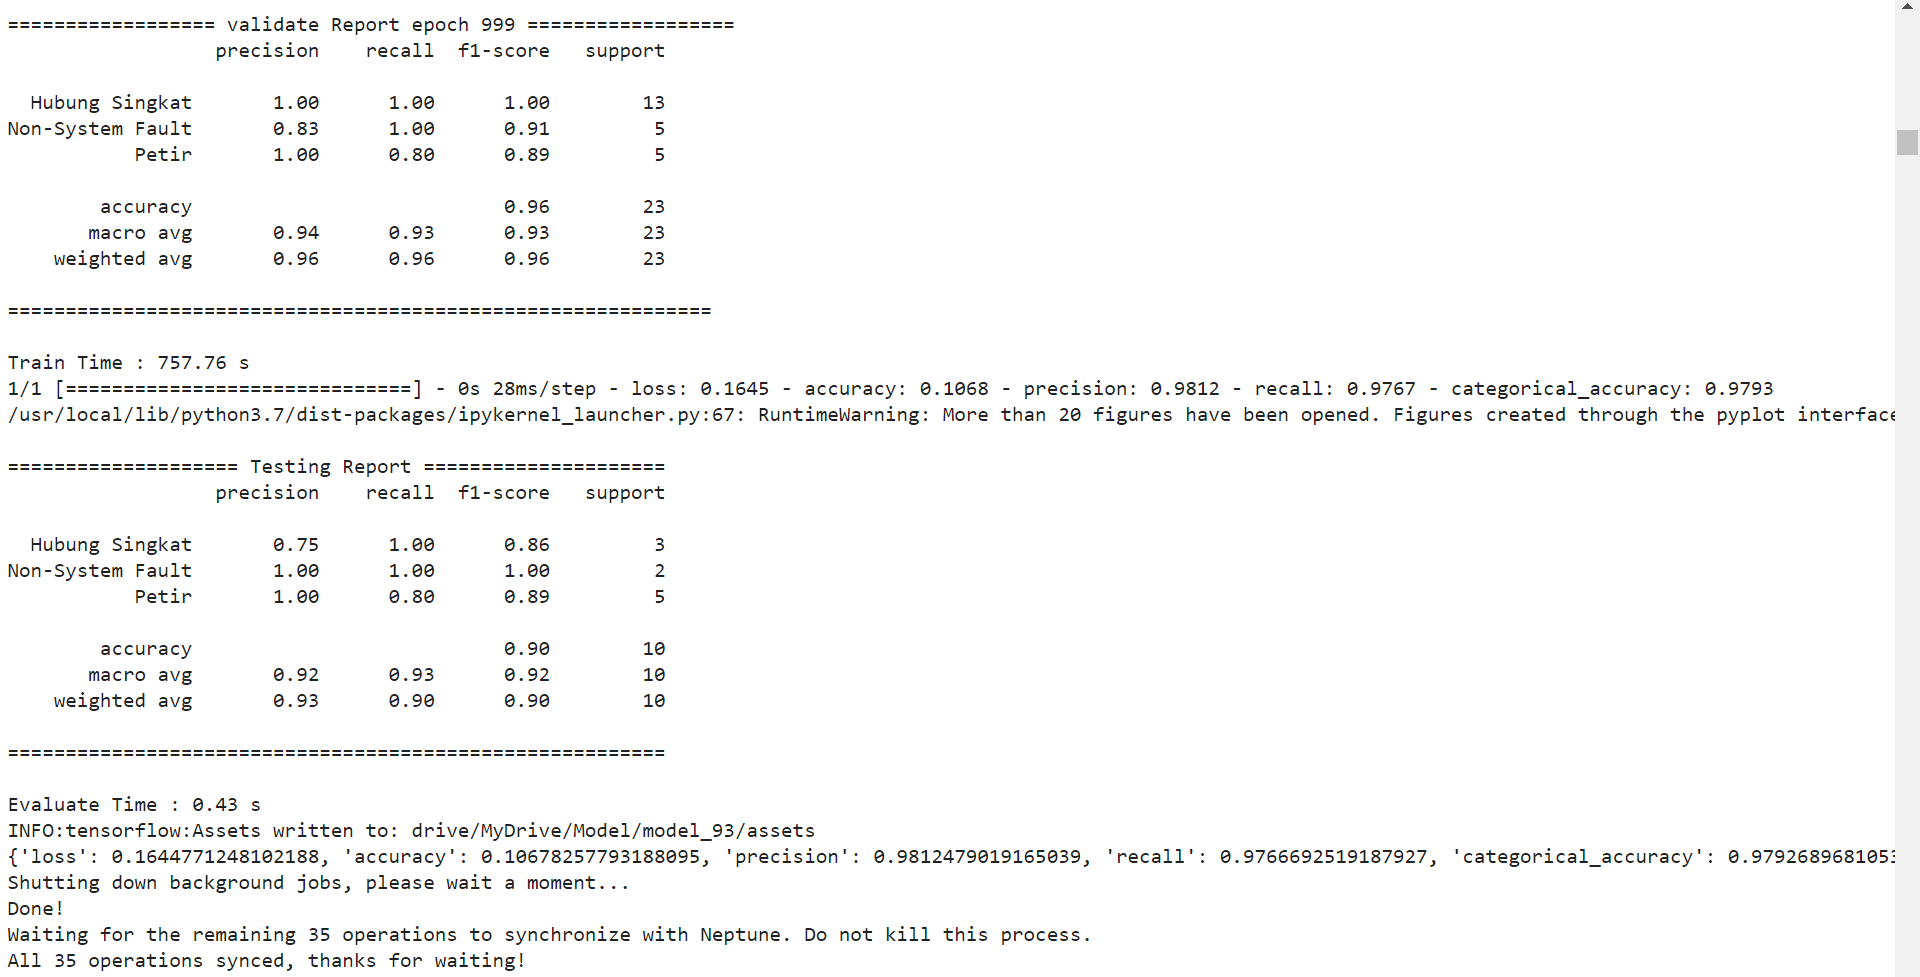 ================== validate Report epoch 999 ==================
                  precision    recall  f1-score   support

  Hubung Singkat       1.00      1.00      1.00        13
Non-System Fault       0.83      1.00      0.91         5
           Petir       1.00      0.80      0.89         5

        accuracy                           0.96        23
       macro avg       0.94      0.93      0.93        23
    weighted avg       0.96      0.96      0.96        23

=============================================================

Train Time : 757.76 s
1/1 [==============================] - 0s 28ms/step - loss: 0.1645 - accuracy: 0.1068 - precision: 0.9812 - recall: 0.9767 - categorical_accuracy: 0.9793
/usr/local/lib/python3.7/dist-packages/ipykernel_launcher.py:67: RuntimeWarning: More than 20 figures have been opened. Figures created through the pyplot interface

==================== Testing Report =====================
                  precision    recall  f1-score   support

  Hubung Singkat       0.75      1.00      0.86         3
Non-System Fault       1.00      1.00      1.00         2
           Petir       1.00      0.80      0.89         5

        accuracy                           0.90        10
       macro avg       0.92      0.93      0.92        10
    weighted avg       0.93      0.90      0.90        10

=========================================================

Evaluate Time : 0.43 s
INFO:tensorflow:Assets written to: drive/MyDrive/Model/model_93/assets
{'loss': 0.1644771248102188, 'accuracy': 0.10678257793188095, 'precision': 0.9812479019165039, 'recall': 0.9766692519187927, 'categorical_accuracy': 0.9792689681053
Shutting down background jobs, please wait a moment...
Done!
Waiting for the remaining 35 operations to synchronize with Neptune. Do not kill this process.
All 35 operations synced, thanks for waiting!